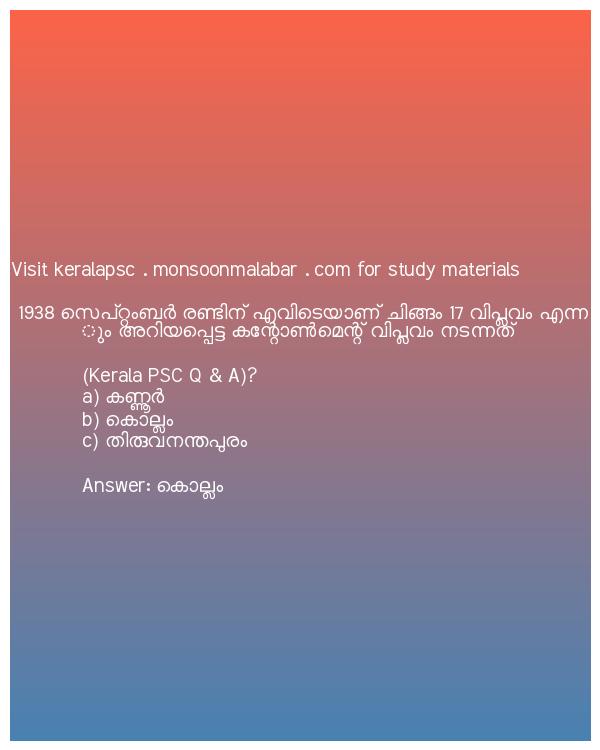 Visit keralapsc . monsoonmalabar . com for study materials
1938 സെപ്റ്റംബർ രണ്ടിന് എവിടെയാണ് ചിങ്ങം 17 വിപ്ലവം എന്ന
ും അറിയപ്പെട്ട കന്റോൺമെന്റ് വിപ്ലവം നടന്നത്
(Kerala PSC Q & A)?
a) കണ്ണൂർ
b) കൊല്ലം
c) തിരുവനന്തപുരം
Answer: കൊല്ലം